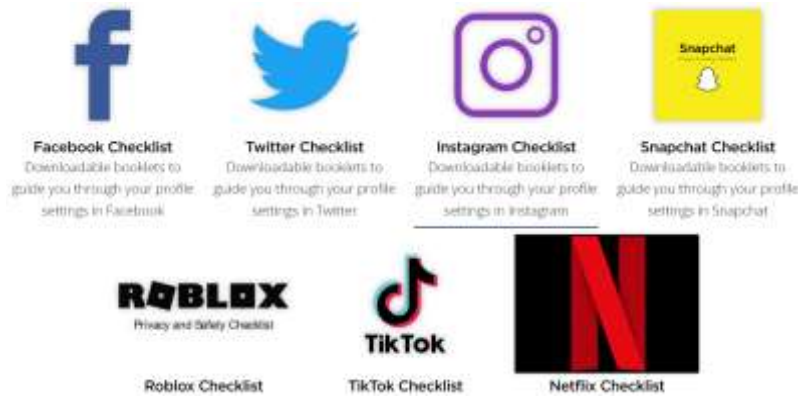 Snapchat
Facebook Checklist
Downloadable booklets to
guide you through your profile
settings in Facebook
Twitter Checklist
Downloadable booklets to
guide you through your profile
settings in Twitter
Instagram Checklist
Downloadable booklets to
guide you through your profile
settings in Instagram
Snapchat Checklist
Downloadable booklets to
guide you through your profile
settings in Snapchat
ROBLOX
Privacy and Safety Checklist
TikTok
N
Roblox Checklist
TikTok Checklist
Netflix Checklist